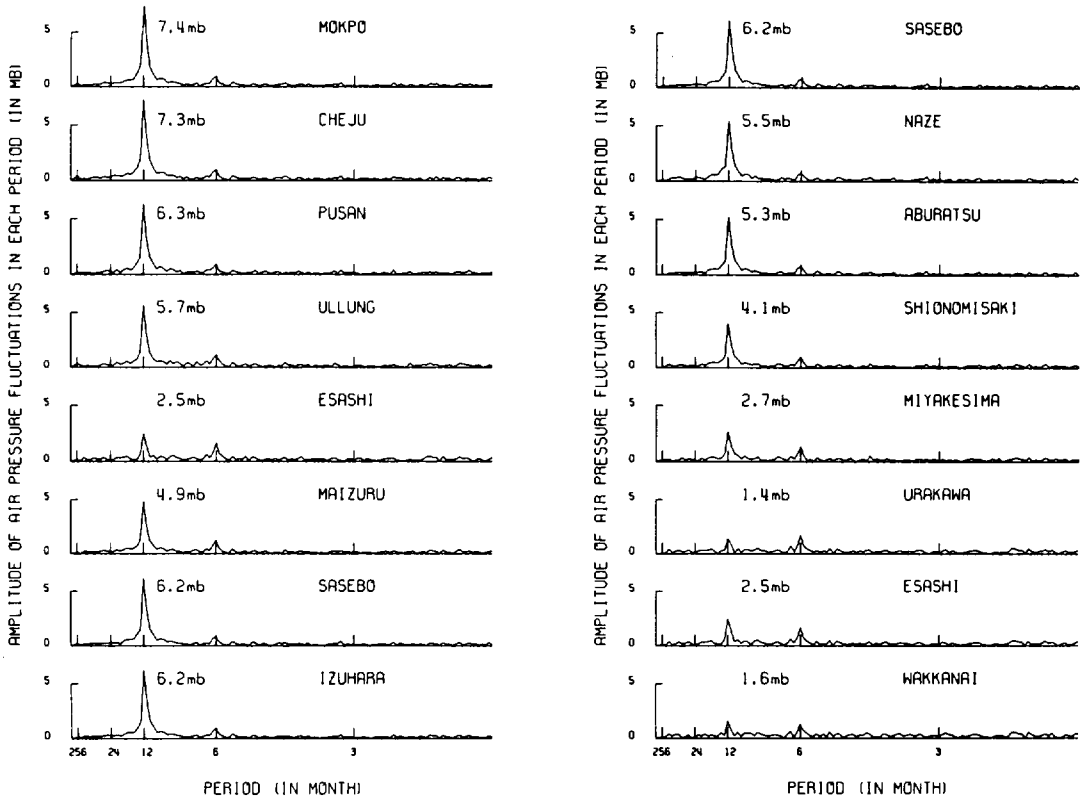 AMPLITUDE OF AIR PRESSURE FLUCTUATIONS IN EACH PERIOD (IN MB)
5
7.4mb
MOKPO
0
5
7.3mb
CHEJU
0
5
6.3mb
PUSAN
0
5
5.7mb
ULLUNG
0
5
2.5mb
ESASHI
0
5
4.9mb
MAIZURU
0
5
6.2mb
SASEBO
0
5
6.2mb
IZUHARA
0
256 24 12 6 3
PERIOD (IN MONTH)
AMPLITUDE OF AIR PRESSURE FLUCTUATIONS IN EACH PERIOD (IN MB)
5
6.2mb
SASEBO
0
5
5.5mb
NAZE
0
5
5.3mb
ABURATSU
0
5
4.1mb
SHIONOMISAKI
0
5
2.7mb
MIYAKESIMA
0
5
1.4mb
URAKAWA
0
5
2.5mb
ESASHI
0
5
1.6mb
WAKKANAI
0
256 24 12 6 3
PERIOD (IN MONTH)